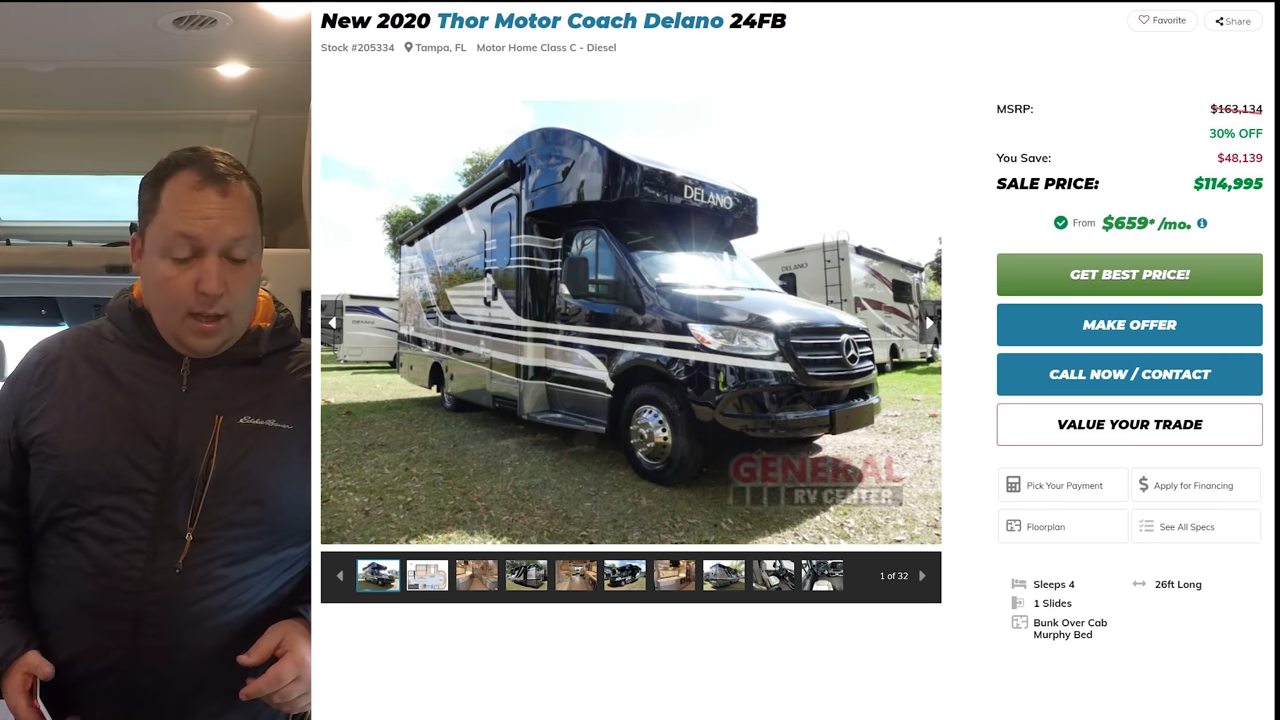 New 2020 Thor Motor Coach Delano 24FB
Favorite
Share
Stock #205334 Tampa, FL Motor Home Class C - Diesel
MSRP: $163,134
30% OFF
You Save: $48,139
SALE PRICE: $114,995
From $659* /mo.
GET BEST PRICE!
MAKE OFFER
CALL NOW / CONTACT
VALUE YOUR TRADE
Pick Your Payment
Apply for Financing
Floorplan
See All Specs
Sleeps 4
26ft Long
1 Slides
Bunk Over Cab
Murphy Bed
DELANO
DELANO
GENERAL
RV CENTER
1 of 32
Eddie Bauer